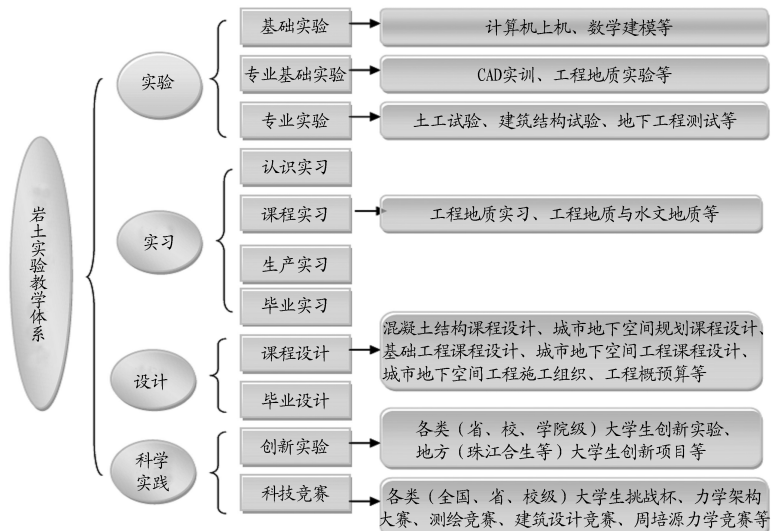 岩土实验教学体系
实验
基础实验
计算机上机、数学建模等
专业基础实验
CAD实训、工程地质实验等
专业实验
土工试验、建筑结构试验、地下工程测试等
实习
认识实习
课程实习
工程地质实习、工程地质与水文地质等
生产实习
毕业实习
设计
课程设计
混凝土结构课程设计、城市地下空间规划课程设计、
基础工程课程设计、城市地下空间工程课程设计、
城市地下空间工程施工组织、工程概预算等
毕业设计
科学
实践
创新实验
各类（省、校、学院级）大学生创新实验、
地方（珠江合生等）大学生创新项目等
科技竞赛
各类（全国、省、校级）大学生挑战杯、力学架构
大赛、测绘竞赛、建筑设计竞赛、周培源力学竞赛等